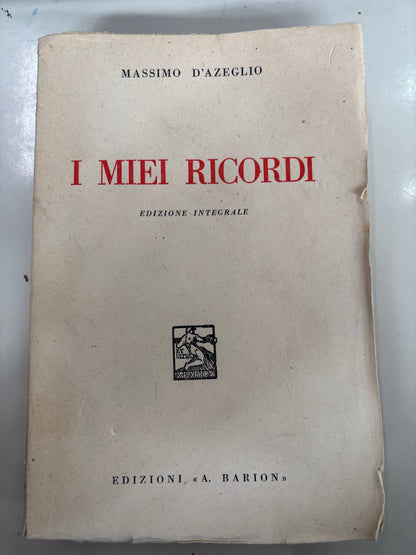 MASSIMO D'AZEGLIO
I MIEI RICORDI
EDIZIONE INTEGRALE
EDIZIONI «A. BARION»